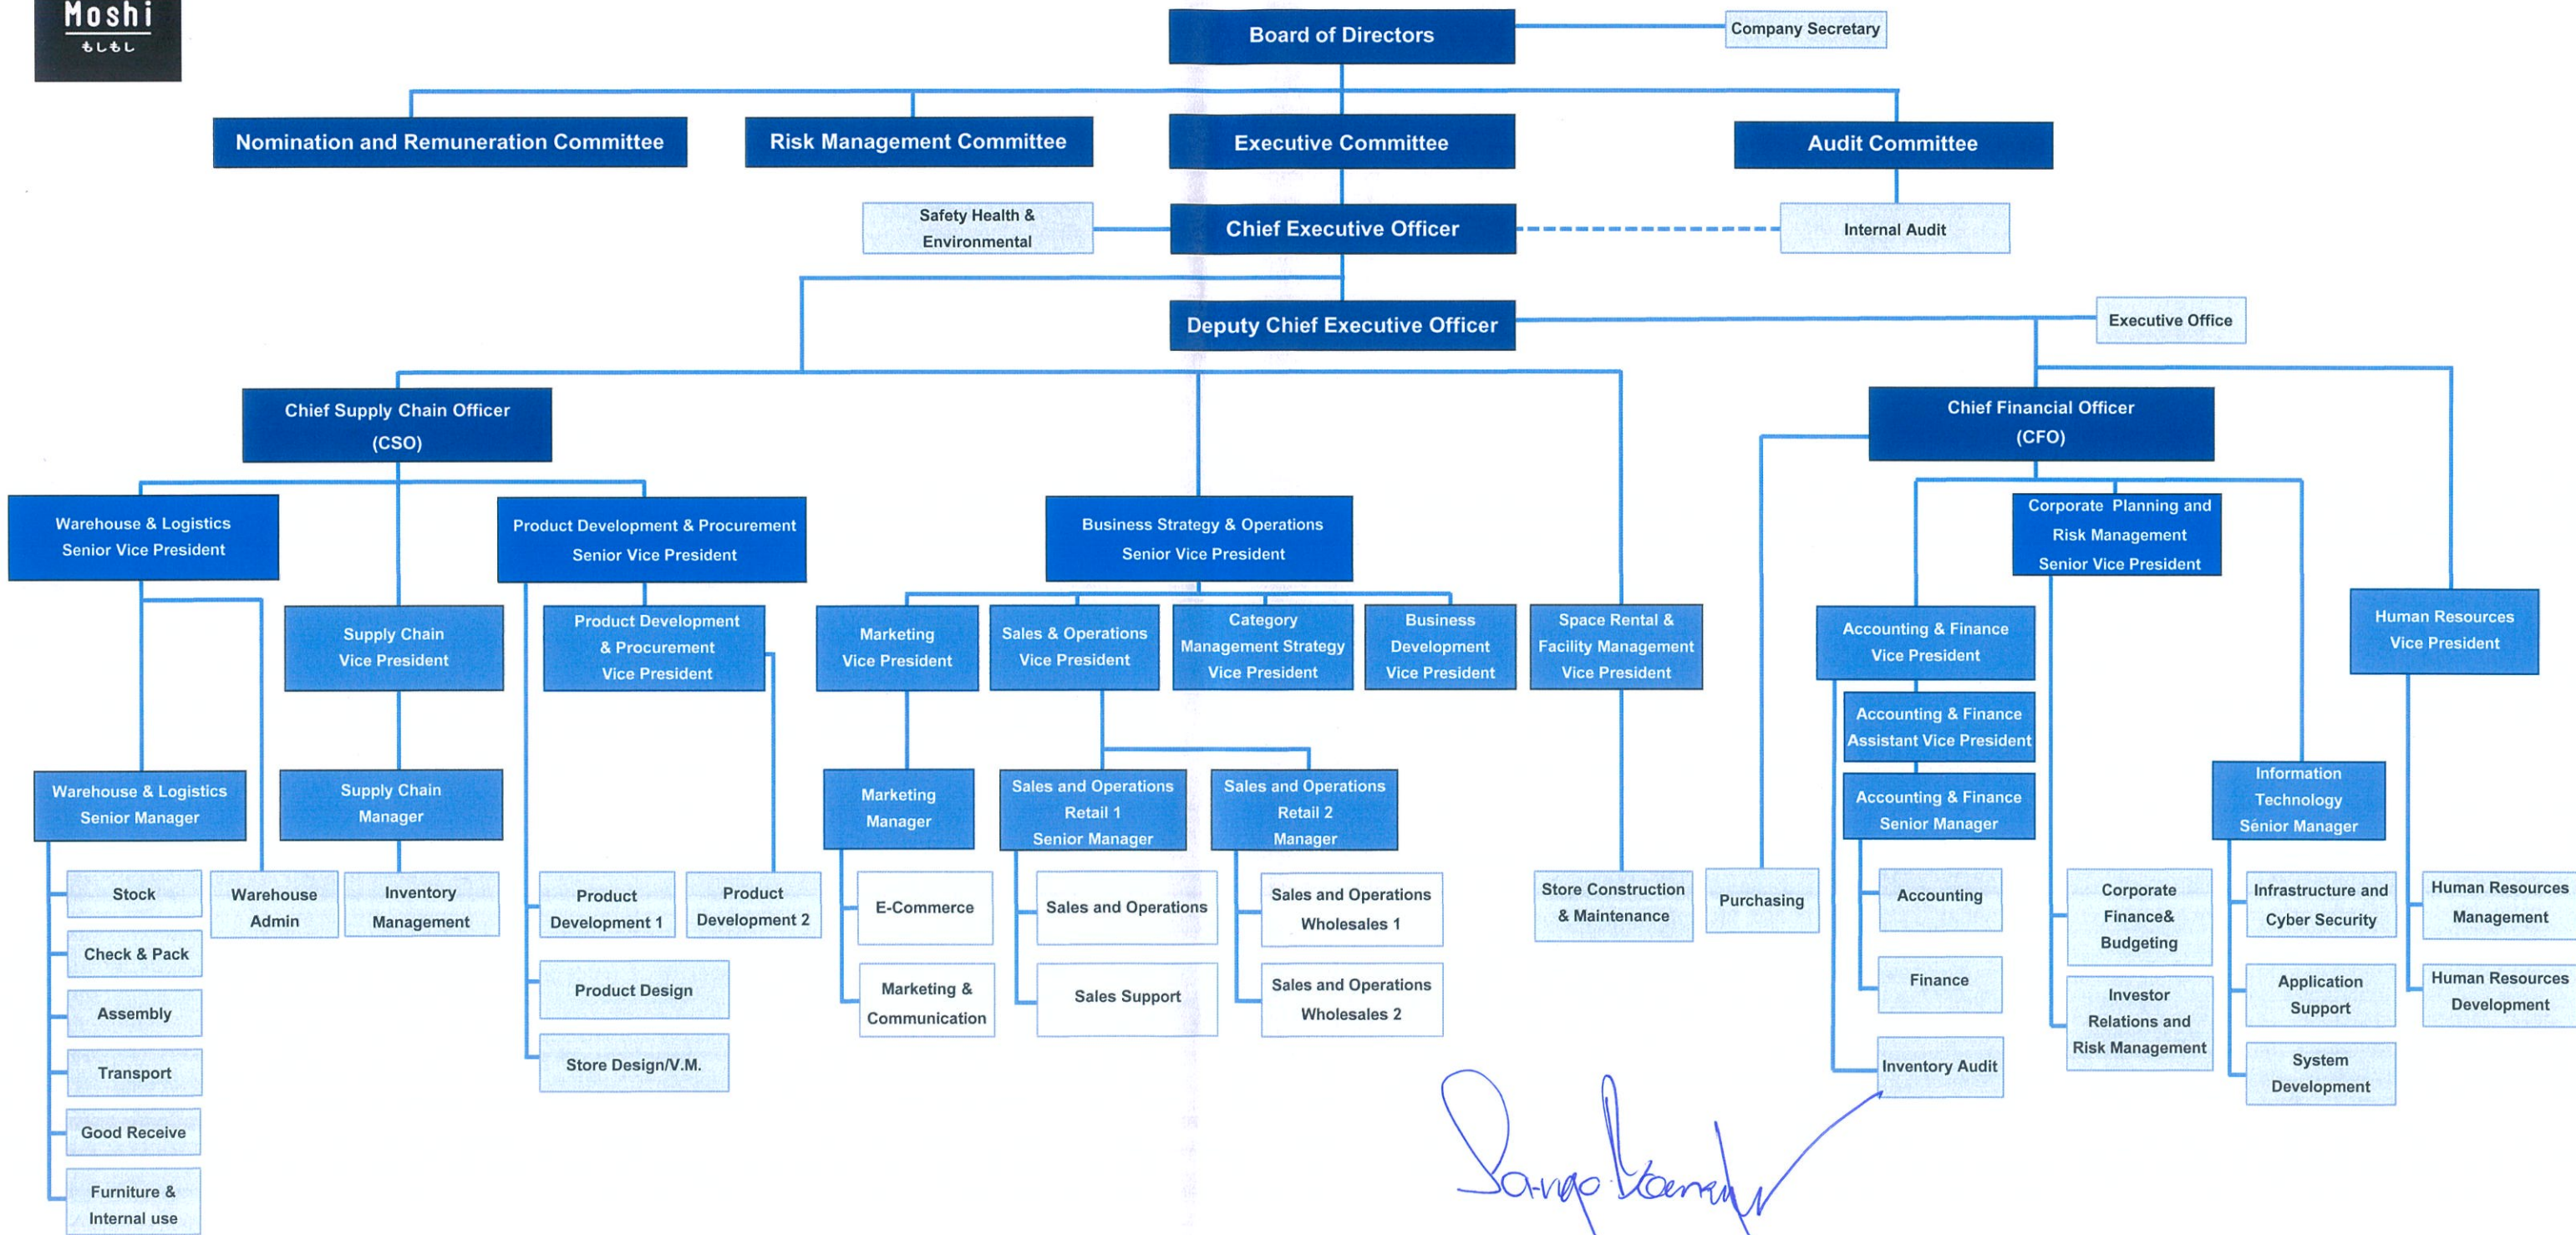 Moshi
もしもし
Board of Directors
Company Secretary
Nomination and Remuneration Committee
Risk Management Committee
Executive Committee
Audit Committee
Safety Health &
Environmental
Chief Executive Officer
Internal Audit
Deputy Chief Executive Officer
Executive Office
Chief Supply Chain Officer
(CSO)
Chief Financial Officer
(CFO)
Warehouse & Logistics
Senior Vice President
Product Development & Procurement
Senior Vice President
Business Strategy & Operations
Senior Vice President
Corporate Planning and
Risk Management
Senior Vice President
Supply Chain
Vice President
Product Development
& Procurement
Vice President
Marketing
Vice President
Sales & Operations
Vice President
Category
Management Strategy
Vice President
Business
Development
Vice President
Space Rental &
Facility Management
Vice President
Accounting & Finance
Vice President
Human Resources
Vice President
Accounting & Finance
Assistant Vice President
Warehouse & Logistics
Senior Manager
Supply Chain
Manager
Marketing
Manager
Sales and Operations
Retail 1
Senior Manager
Sales and Operations
Retail 2
Manager
Accounting & Finance
Senior Manager
Information
Technology
Senior Manager
Stock
Check & Pack
Assembly
Transport
Good Receive
Furniture &
Internal use
Warehouse
Admin
Inventory
Management
Product
Development 1
Product Design
Store Design/V.M.
Product
Development 2
E-Commerce
Marketing &
Communication
Sales and Operations
Sales Support
Sales and Operations
Wholesales 1
Sales and Operations
Wholesales 2
Store Construction
& Maintenance
Purchasing
Accounting
Finance
Inventory Audit
Corporate
Finance&
Budgeting
Investor
Relations and
Risk Management
Infrastructure and
Cyber Security
Application
Support
System
Development
Human Resources
Management
Human Resources
Development